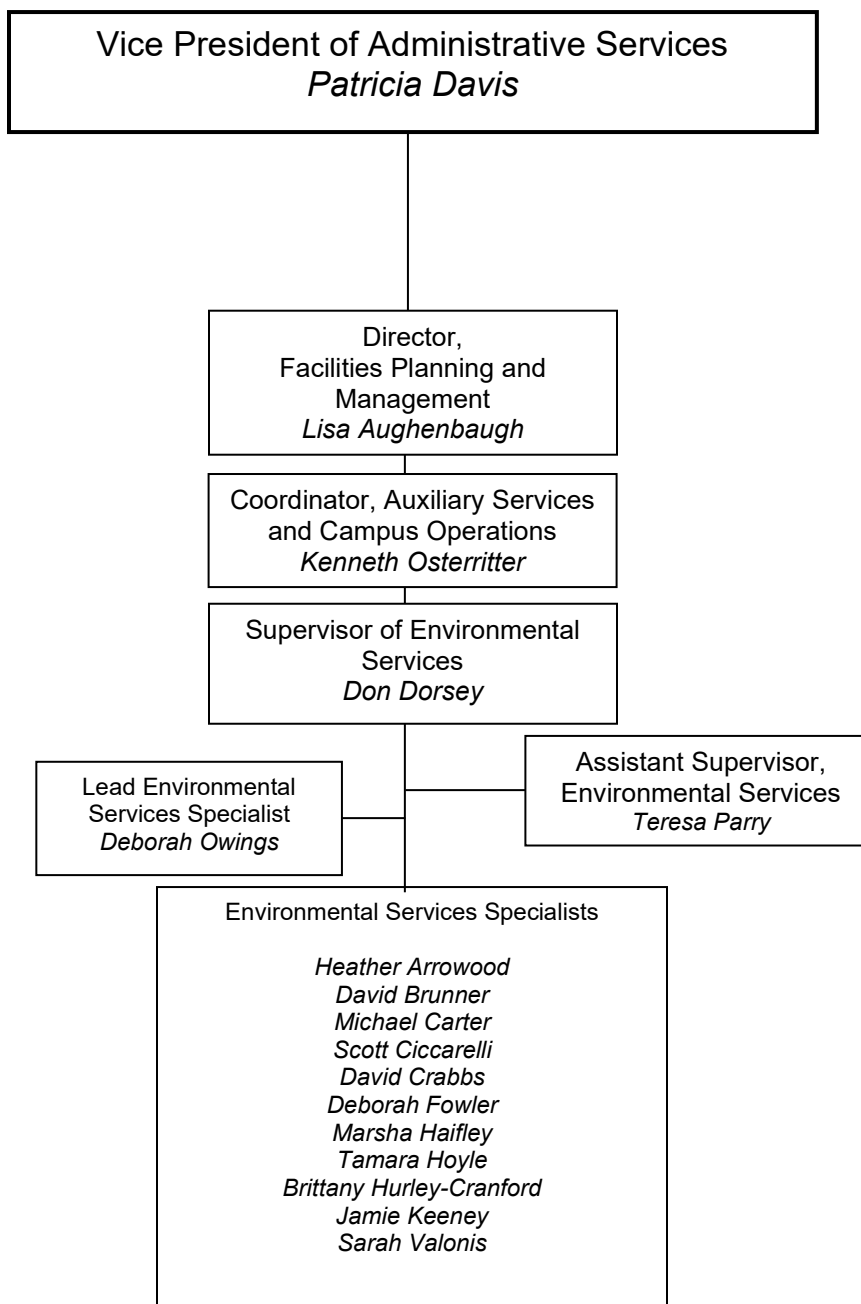 Vice President of Administrative Services
Patricia Davis
Director,
Facilities Planning and
Management
Lisa Aughenbaugh
Coordinator, Auxiliary Services
and Campus Operations
Kenneth Osterritter
Supervisor of Environmental
Services
Don Dorsey
Lead Environmental
Services Specialist
Deborah Owings
Assistant Supervisor,
Environmental Services
Teresa Parry
Environmental Services Specialists
Heather Arrowood
David Brunner
Michael Carter
Scott Ciccarelli
David Crabbs
Deborah Fowler
Marsha Haifley
Tamara Hoyle
Brittany Hurley-Cranford
Jamie Keeney
Sarah Valonis